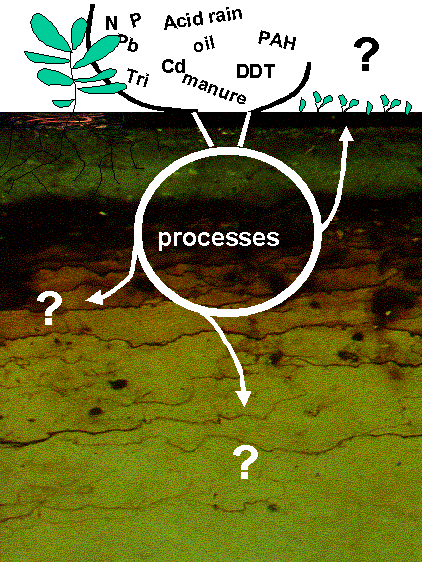 N P Acid rain
Pb oil PAH ?
Tri Cd manure DDT
processes
?
?